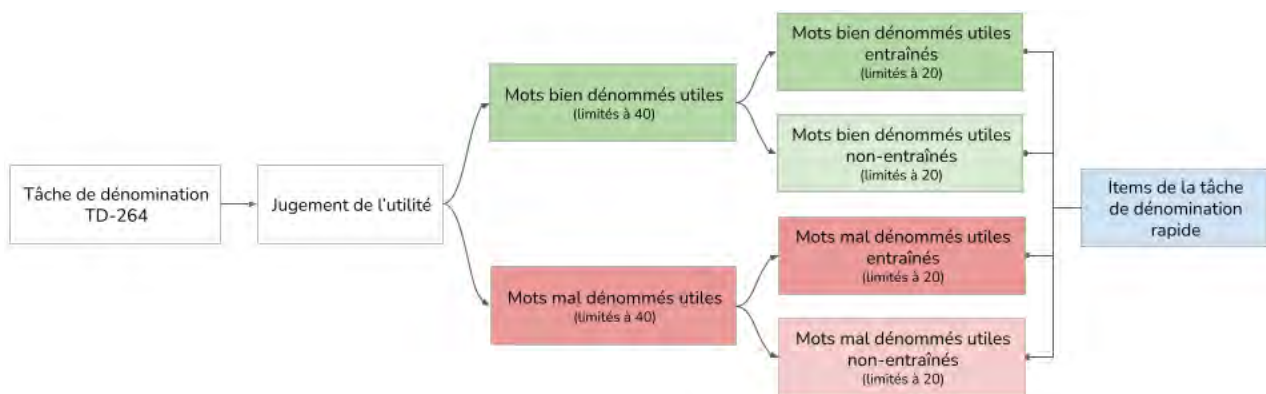 Tâche de dénomination
TD-264
Jugement de l'utilité
Mots bien dénommés utiles
(limités à 40)
Mots mal dénommés utiles
(limités à 40)
Mots bien dénommés utiles
entraînés
(limités à 20)
Mots bien dénommés utiles
non-entraînés
(limités à 20)
Mots mal dénommés utiles
entraînés
(limités à 20)
Mots mal dénommés utiles
non-entraînés
(limités à 20)
Items de la tâche
de dénomination
rapide